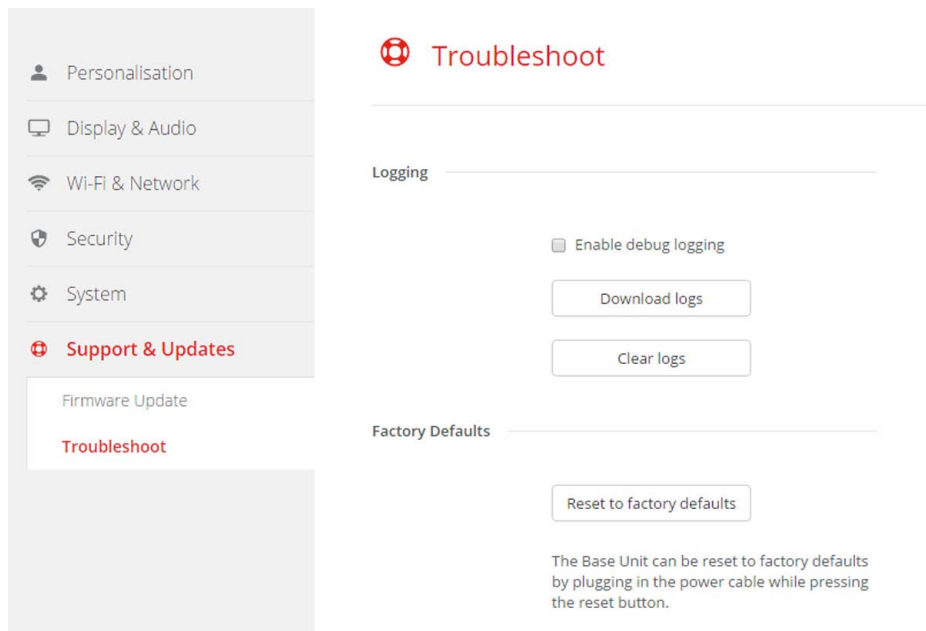 Personalisation
Display & Audio
Wi-Fi & Network
Security
System
Support & Updates
Firmware Update
Troubleshoot
Troubleshoot
Logging
Enable debug logging
Download logs
Clear logs
Factory Defaults
Reset to factory defaults
The Base Unit can be reset to factory defaults
by plugging in the power cable while pressing
the reset button.